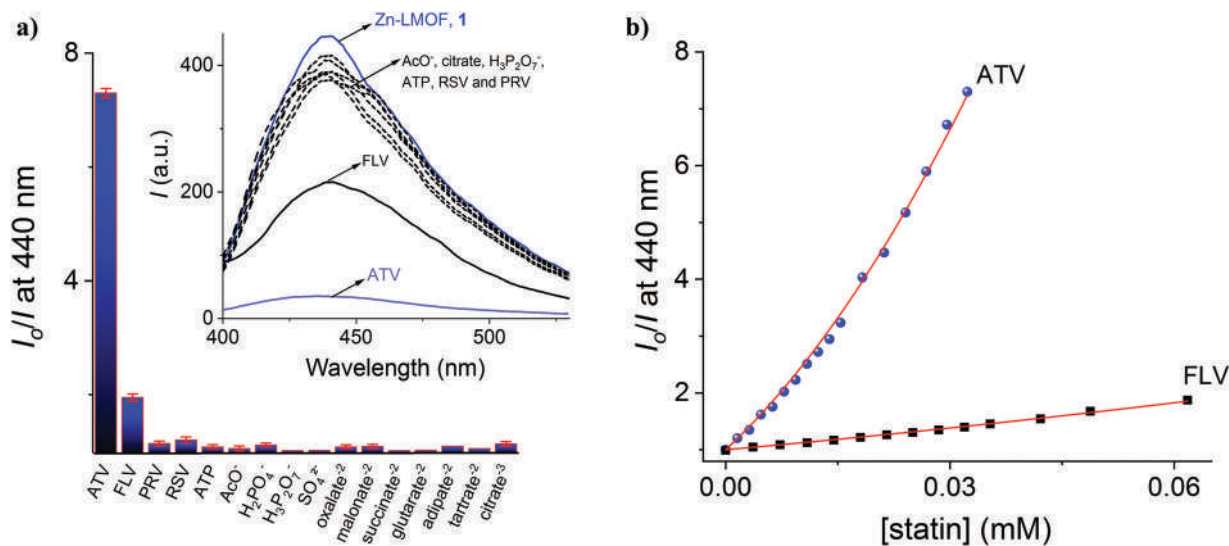 a)
I₀/I at 440 nm
8
4
ATV
FLV
PRV
RSV
ATP
AcO⁻
H₂PO₄⁻
H₃P₂O₇⁻
SO₄²⁻
oxalate⁻²
malonate⁻²
succinate⁻²
glutarate⁻²
adipate⁻²
tartrate⁻²
citrate⁻³
Zn-LMOF, 1
AcO⁻, citrate, H₃P₂O₇⁻,
ATP, RSV and PRV
FLV
ATV
I (a.u.)
400
200
0
400
450
500
Wavelength (nm)
b)
I₀/I at 440 nm
8
6
4
2
ATV
FLV
0.00
0.03
0.06
[statin] (mM)